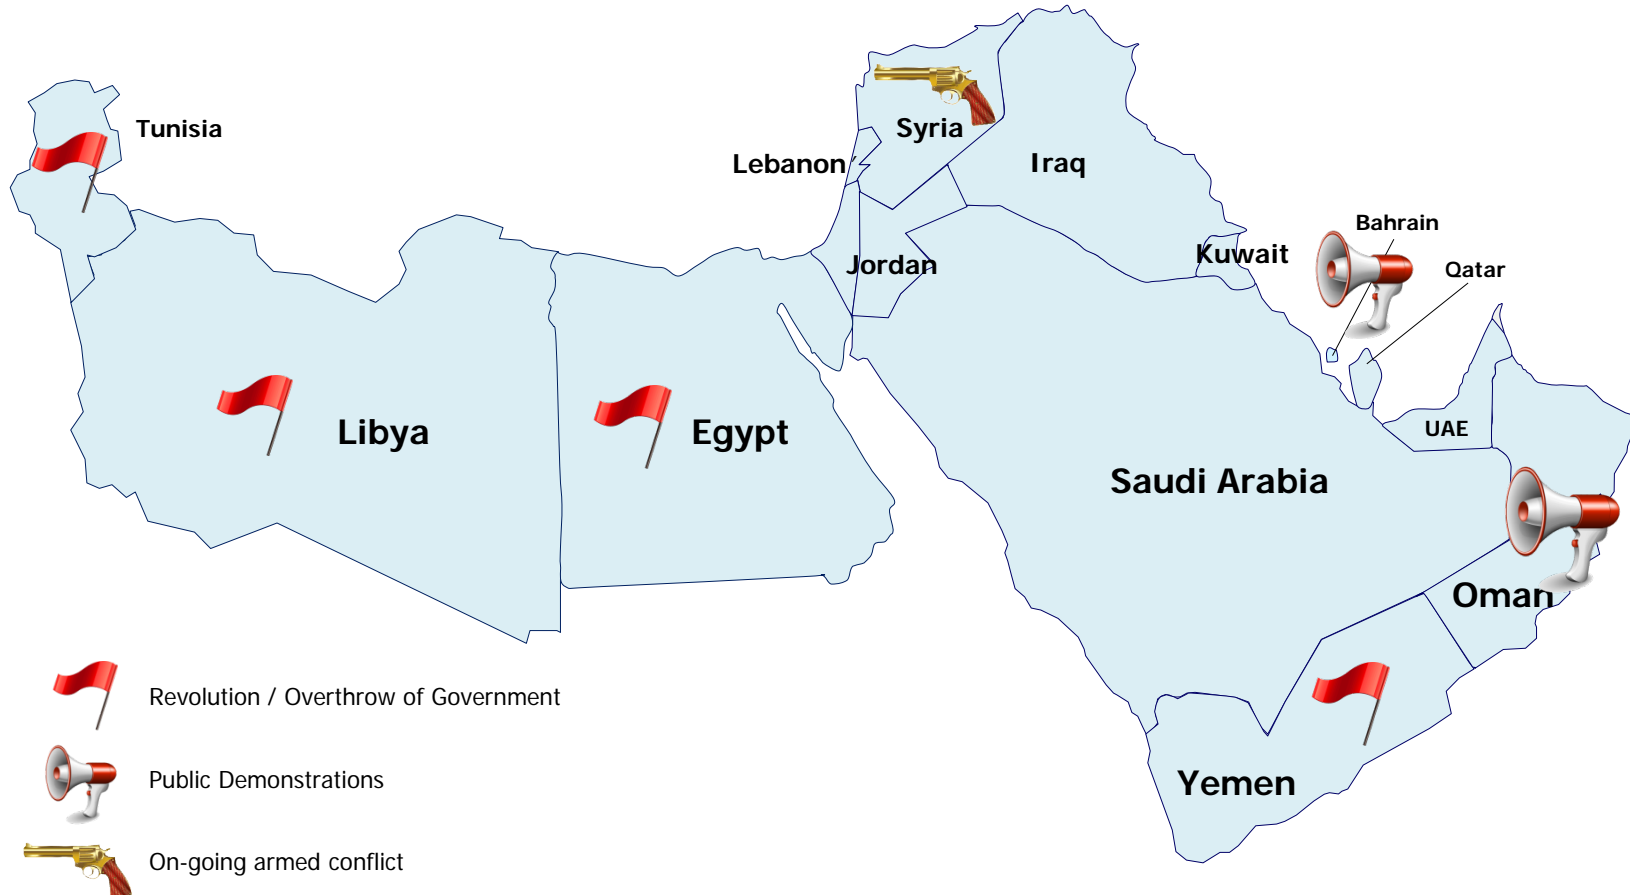 Tunisia
Syria
Lebanon
Iraq
Bahrain
Kuwait
Jordan
Qatar
Libya
Egypt
UAE
Saudi Arabia
Oman
Revolution / Overthrow of Government
Yemen
Public Demonstrations
On-going armed conflict